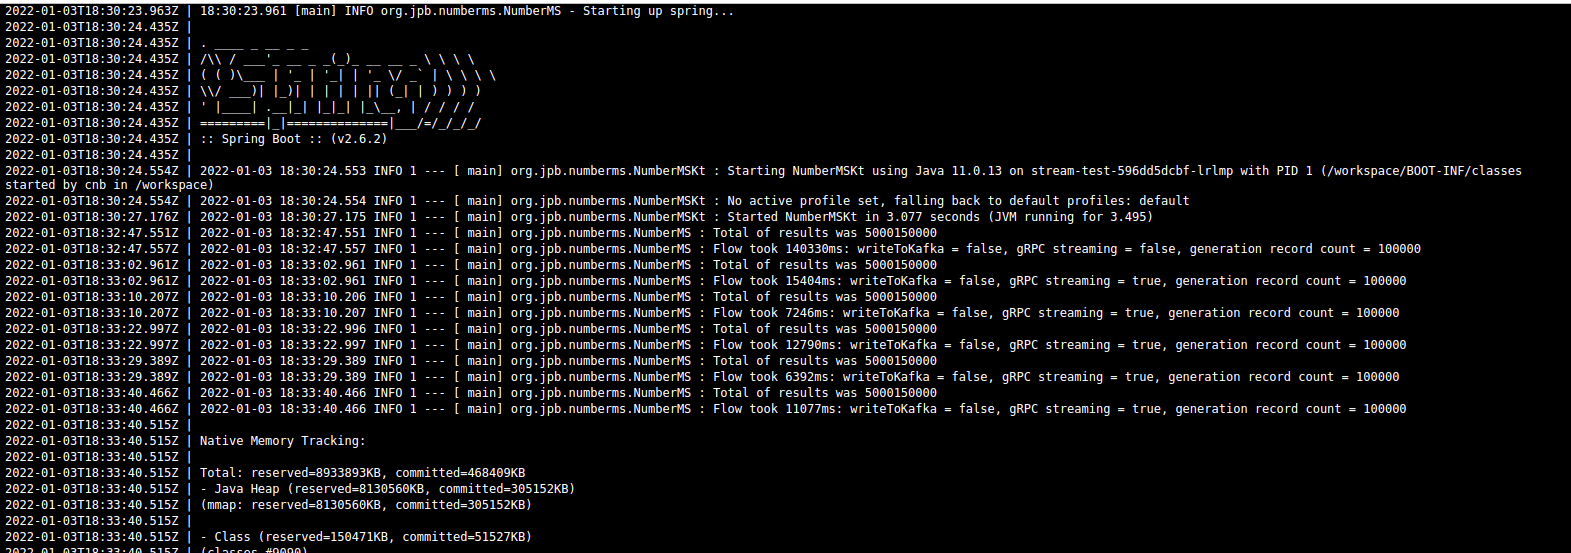 2022-01-03T18:30:23.963Z | 18:30:23.961 [main] INFO org.jpb.numberms.NumberMS - Starting up spring...
2022-01-03T18:30:24.435Z |
2022-01-03T18:30:24.435Z | . ____ _ __ _ _
2022-01-03T18:30:24.435Z | /\\ / ___'_ __ _ _(_)_ __ __ _ \ \ \ \
2022-01-03T18:30:24.435Z | ( ( )\___ | '_ | '_| | '_ \/ _` | \ \ \ \
2022-01-03T18:30:24.435Z | \\/ ___)| |_)| | | | | || (_| | ) ) ) )
2022-01-03T18:30:24.435Z | ' |____| .__|_| |_|_| |_\__, | / / / /
2022-01-03T18:30:24.435Z | =========|_|==============|___/=/_/_/_/
2022-01-03T18:30:24.435Z | :: Spring Boot :: (v2.6.2)
2022-01-03T18:30:24.435Z |
2022-01-03T18:30:24.554Z | 2022-01-03 18:30:24.553 INFO 1 --- [ main] org.jpb.numberms.NumberMSKt : Starting NumberMSKt using Java 11.0.13 on stream-test-596dd5dcbf-lrlmp with PID 1 (/workspace/BOOT-INF/classes
started by cnb in /workspace)
2022-01-03T18:30:24.554Z | 2022-01-03 18:30:24.554 INFO 1 --- [ main] org.jpb.numberms.NumberMSKt : No active profile set, falling back to default profiles: default
2022-01-03T18:30:27.176Z | 2022-01-03 18:30:27.175 INFO 1 --- [ main] org.jpb.numberms.NumberMSKt : Started NumberMSKt in 3.077 seconds (JVM running for 3.495)
2022-01-03T18:32:47.551Z | 2022-01-03 18:32:47.551 INFO 1 --- [ main] org.jpb.numberms.NumberMS : Total of results was 5000150000
2022-01-03T18:32:47.557Z | 2022-01-03 18:32:47.557 INFO 1 --- [ main] org.jpb.numberms.NumberMS : Flow took 140330ms: writeToKafka = false, gRPC streaming = false, generation record count = 100000
2022-01-03T18:33:02.961Z | 2022-01-03 18:33:02.961 INFO 1 --- [ main] org.jpb.numberms.NumberMS : Total of results was 5000150000
2022-01-03T18:33:02.961Z | 2022-01-03 18:33:02.961 INFO 1 --- [ main] org.jpb.numberms.NumberMS : Flow took 15404ms: writeToKafka = false, gRPC streaming = true, generation record count = 100000
2022-01-03T18:33:10.207Z | 2022-01-03 18:33:10.206 INFO 1 --- [ main] org.jpb.numberms.NumberMS : Total of results was 5000150000
2022-01-03T18:33:10.207Z | 2022-01-03 18:33:10.207 INFO 1 --- [ main] org.jpb.numberms.NumberMS : Flow took 7246ms: writeToKafka = false, gRPC streaming = true, generation record count = 100000
2022-01-03T18:33:22.997Z | 2022-01-03 18:33:22.996 INFO 1 --- [ main] org.jpb.numberms.NumberMS : Total of results was 5000150000
2022-01-03T18:33:22.997Z | 2022-01-03 18:33:22.997 INFO 1 --- [ main] org.jpb.numberms.NumberMS : Flow took 12790ms: writeToKafka = false, gRPC streaming = true, generation record count = 100000
2022-01-03T18:33:29.389Z | 2022-01-03 18:33:29.389 INFO 1 --- [ main] org.jpb.numberms.NumberMS : Total of results was 5000150000
2022-01-03T18:33:29.389Z | 2022-01-03 18:33:29.389 INFO 1 --- [ main] org.jpb.numberms.NumberMS : Flow took 6392ms: writeToKafka = false, gRPC streaming = true, generation record count = 100000
2022-01-03T18:33:40.466Z | 2022-01-03 18:33:40.466 INFO 1 --- [ main] org.jpb.numberms.NumberMS : Total of results was 5000150000
2022-01-03T18:33:40.466Z | 2022-01-03 18:33:40.466 INFO 1 --- [ main] org.jpb.numberms.NumberMS : Flow took 11077ms: writeToKafka = false, gRPC streaming = true, generation record count = 100000
2022-01-03T18:33:40.515Z |
2022-01-03T18:33:40.515Z | Native Memory Tracking:
2022-01-03T18:33:40.515Z |
2022-01-03T18:33:40.515Z | Total: reserved=8933893KB, committed=468409KB
2022-01-03T18:33:40.515Z | - Java Heap (reserved=8130560KB, committed=305152KB)
2022-01-03T18:33:40.515Z | (mmap: reserved=8130560KB, committed=305152KB)
2022-01-03T18:33:40.515Z |
2022-01-03T18:33:40.515Z | - Class (reserved=150471KB, committed=51527KB)
2022-01-03T18:33:40.515Z | (classes #9090)